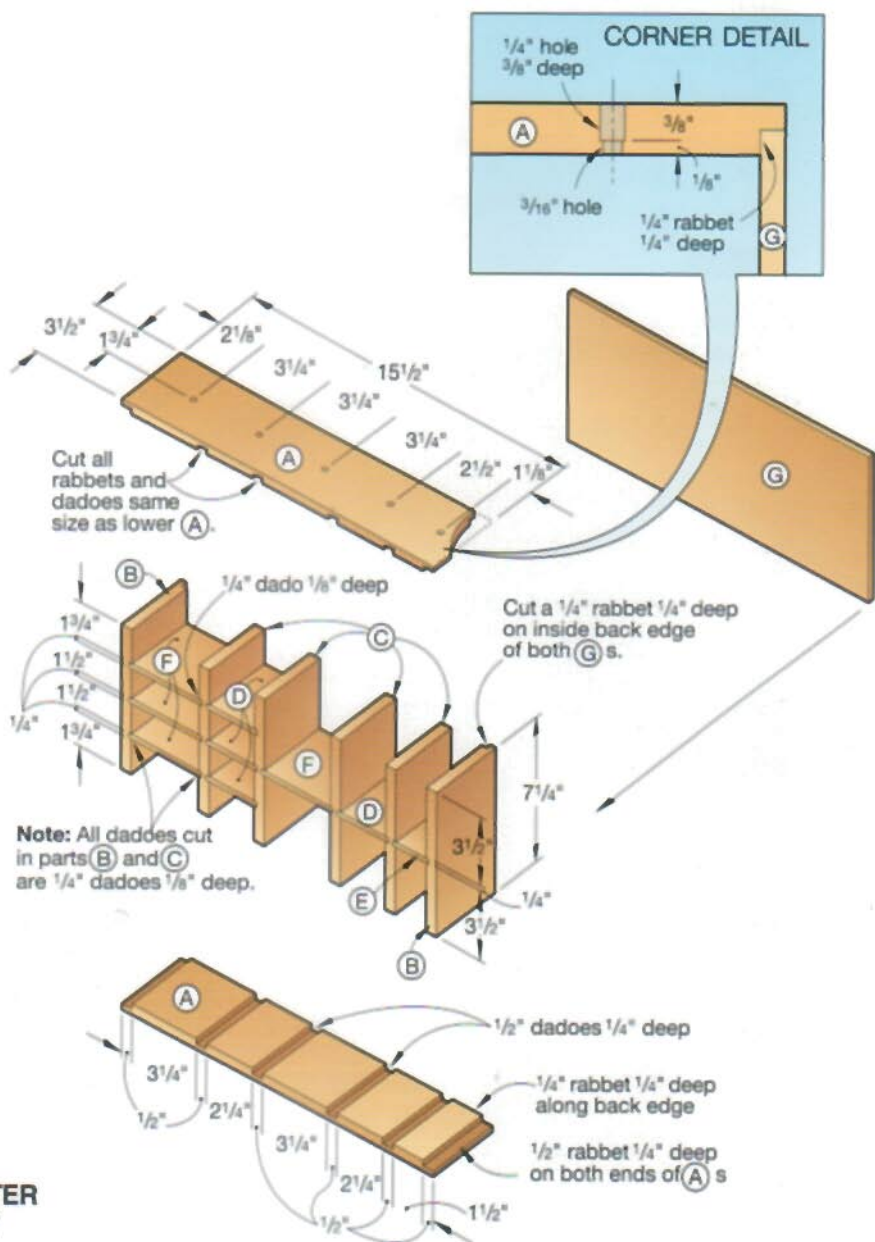 CORNER DETAIL
1/4" hole
3/8" deep
A
3/8"
1/8"
3/16" hole
1/4" rabbet
1/4" deep
G
3 1/2"
1 3/4"
2 1/8"
3 1/4"
15 1/2"
3 1/4"
3 1/4"
2 1/2"
1 1/8"
A
G
Cut all
rabbets and
dadoes same
size as lower A.
B
1/4" dado 1/8" deep
C
Cut a 1/4" rabbet 1/4" deep
on inside back edge
of both G s.
1 3/4"
1 1/2"
1 1/2"
1 3/4"
1/4"
F
D
F
D
7 1/4"
3 1/2"
1/4"
3 1/2"
E
B
Note: All dadoes cut
in parts B and C
are 1/4" dadoes 1/8" deep.
A
1/2" dadoes 1/4" deep
1/4" rabbet 1/4" deep
along back edge
1/2" rabbet 1/4" deep
on both ends of A s
3 1/4"
1/2"
2 1/4"
3 1/4"
2 1/4"
1/2"
1 1/2"
TER